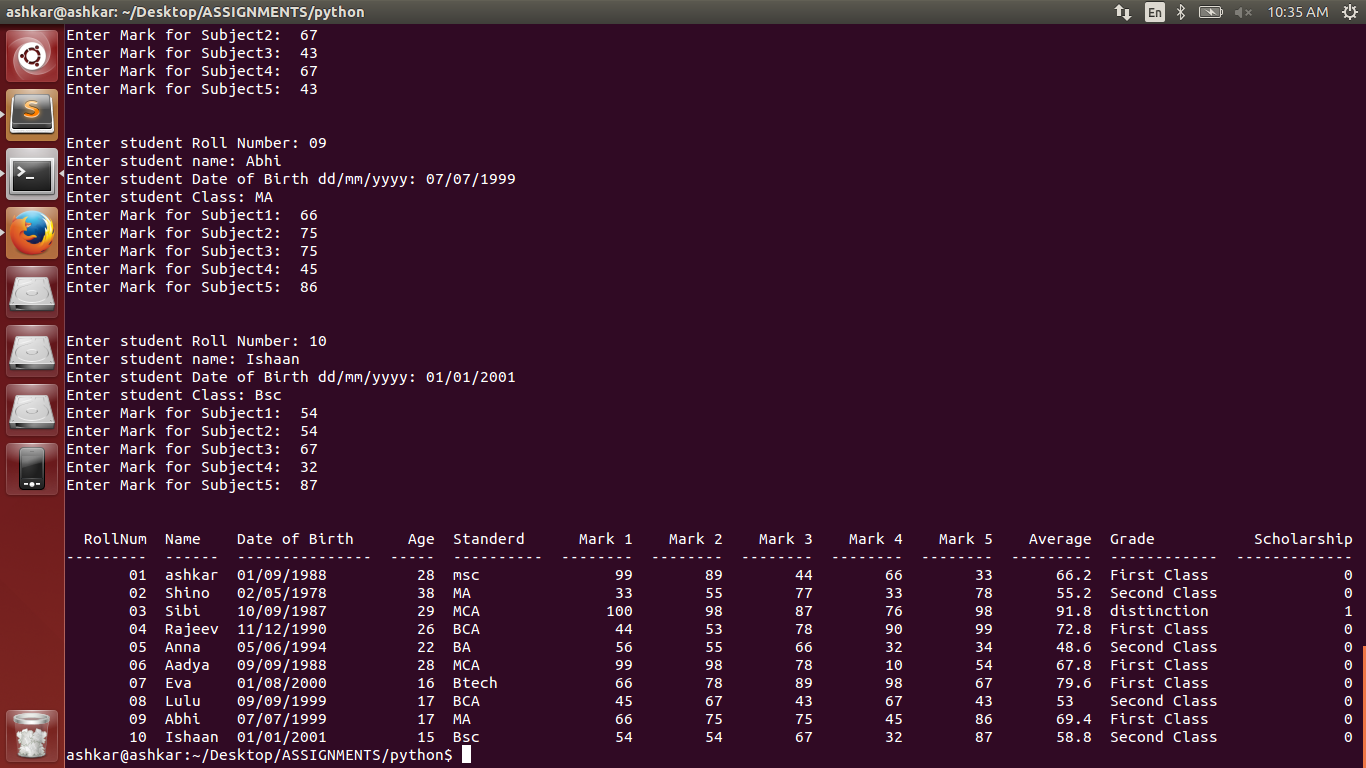 ashkar@ashkar: ~/Desktop/ASSIGNMENTS/python En 10:35 AM
Enter Mark for Subject2:  67
Enter Mark for Subject3:  43
Enter Mark for Subject4:  67
Enter Mark for Subject5:  43
Enter student Roll Number: 09
Enter student name: Abhi
Enter student Date of Birth dd/mm/yyyy: 07/07/1999
Enter student Class: MA
Enter Mark for Subject1:  66
Enter Mark for Subject2:  75
Enter Mark for Subject3:  75
Enter Mark for Subject4:  45
Enter Mark for Subject5:  86
Enter student Roll Number: 10
Enter student name: Ishaan
Enter student Date of Birth dd/mm/yyyy: 01/01/2001
Enter student Class: Bsc
Enter Mark for Subject1:  54
Enter Mark for Subject2:  54
Enter Mark for Subject3:  67
Enter Mark for Subject4:  32
Enter Mark for Subject5:  87
  RollNum  Name    Date of Birth      Age  Standerd      Mark 1    Mark 2    Mark 3    Mark 4    Mark 5    Average  Grade           Scholarship
---------  ------  ---------------  -----  ----------  --------  --------  --------  --------  --------  ---------  ------------  -------------
       01  ashkar  01/09/1988          28  msc               99        89        44        66        33       66.2  First Class               0
       02  Shino   02/05/1978          38  MA                33        55        77        33        78       55.2  Second Class              0
       03  Sibi    10/09/1987          29  MCA              100        98        87        76        98       91.8  distinction               1
       04  Rajeev  11/12/1990          26  BCA               44        53        78        90        99       72.8  First Class               0
       05  Anna    05/06/1994          22  BA                56        55        66        32        34       48.6  Second Class              0
       06  Aadya   09/09/1988          28  MCA               99        98        78        10        54       67.8  First Class               0
       07  Eva     01/08/2000          16  Btech             66        78        89        98        67       79.6  First Class               0
       08  Lulu    09/09/1999          17  BCA               45        67        43        67        43       53    Second Class              0
       09  Abhi    07/07/1999          17  MA                66        75        75        45        86       69.4  First Class               0
       10  Ishaan  01/01/2001          15  Bsc               54        54        67        32        87       58.8  Second Class              0
ashkar@ashkar:~/Desktop/ASSIGNMENTS/python$